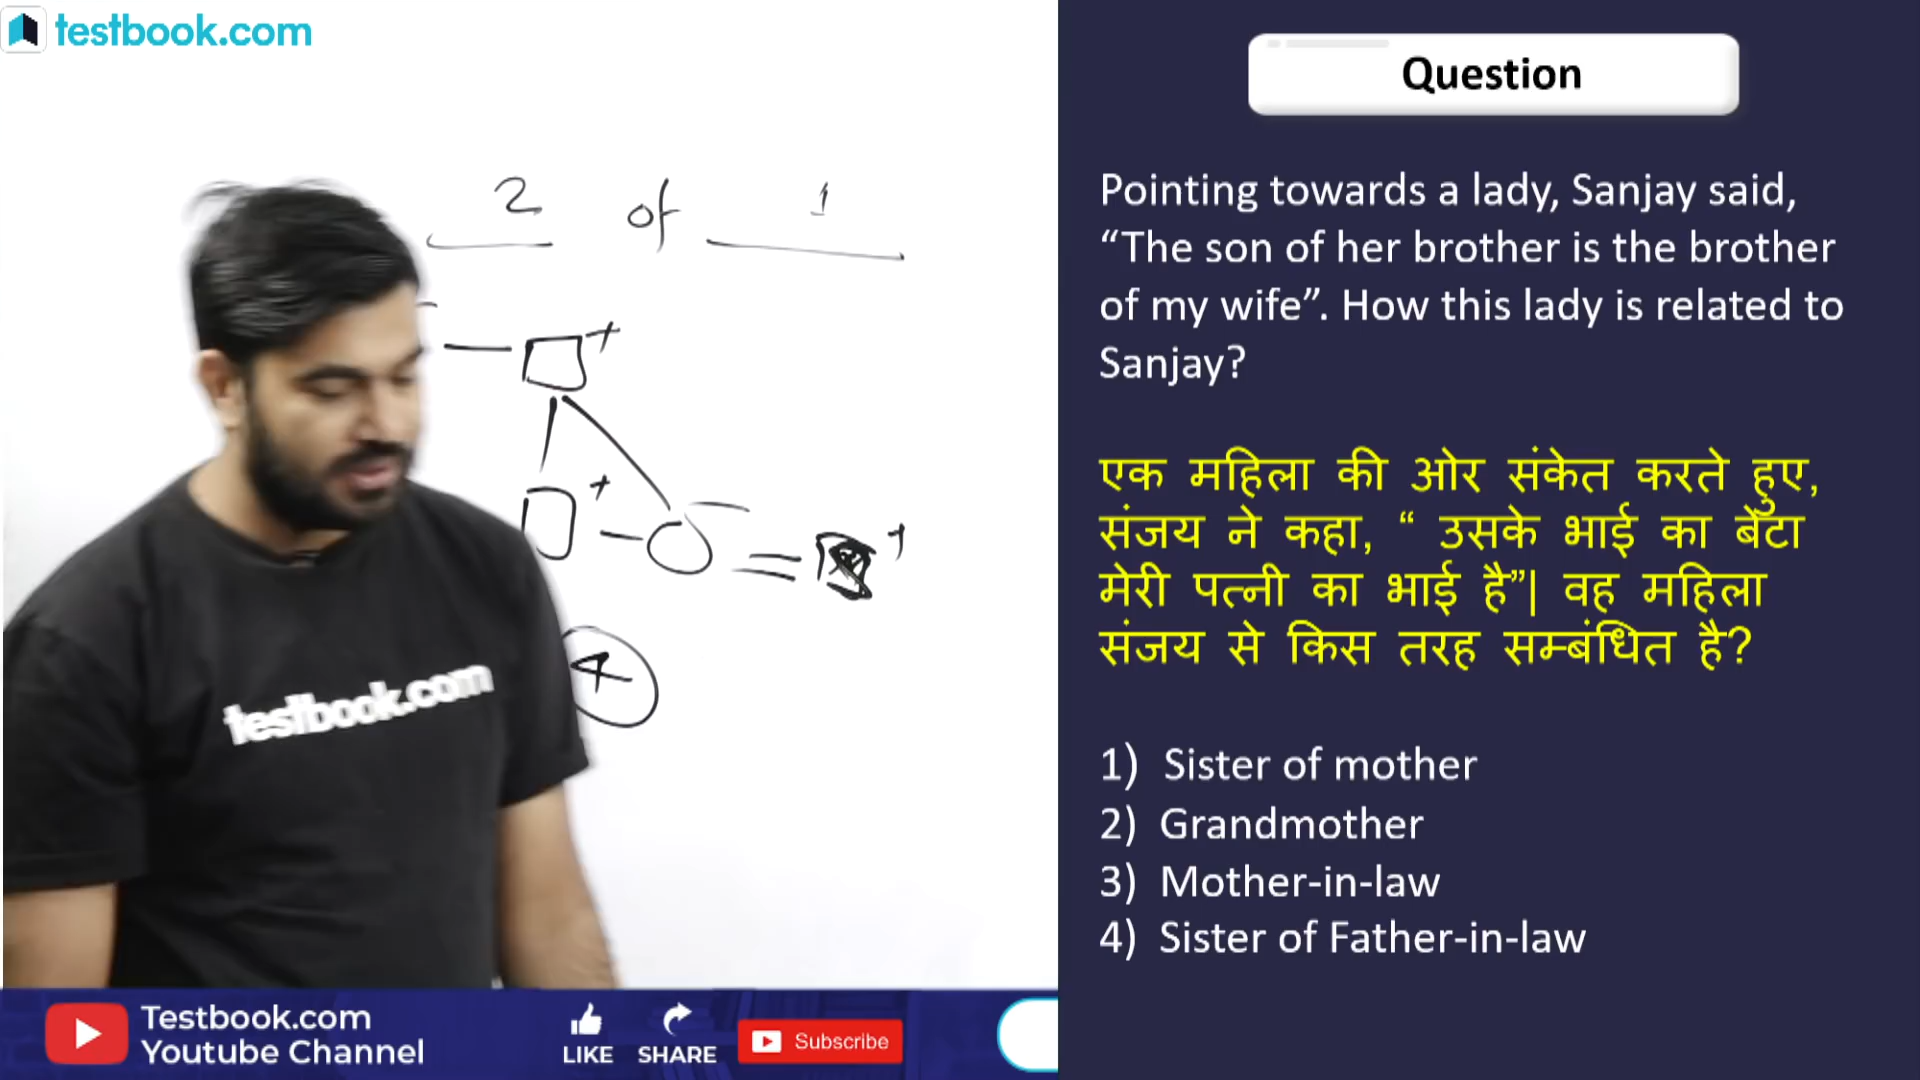 testbook.com
2 of 1
+
+
+
4
testbook.com
Testbook.com
Youtube Channel
LIKE
SHARE
Subscribe
Question
Pointing towards a lady, Sanjay said,
“The son of her brother is the brother
of my wife”. How this lady is related to
Sanjay?
एक महिला की ओर संकेत करते हुए,
संजय ने कहा, “ उसके भाई का बेटा
मेरी पत्नी का भाई है”| वह महिला
संजय से किस तरह सम्बंधित है?
1) Sister of mother
2) Grandmother
3) Mother-in-law
4) Sister of Father-in-law